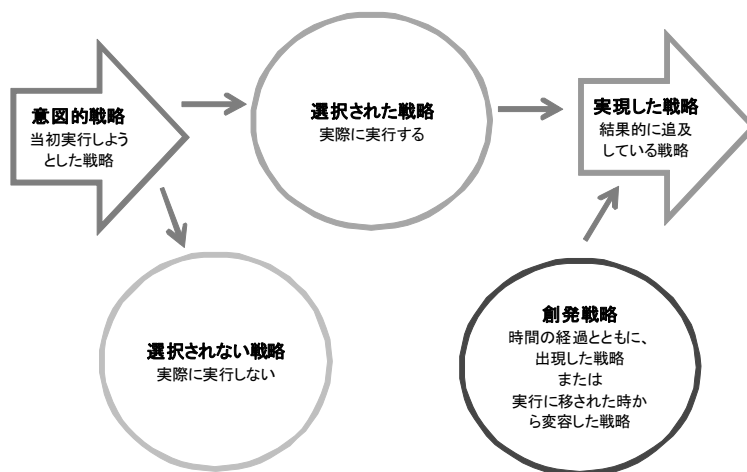 意図的戦略
当初実行しよう
とした戦略
選択された戦略
実際に実行する
実現した戦略
結果的に追及
している戦略
選択されない戦略
実際に実行しない
創発戦略
時間の経過とともに、
出現した戦略
または
実行に移された時か
ら変容した戦略